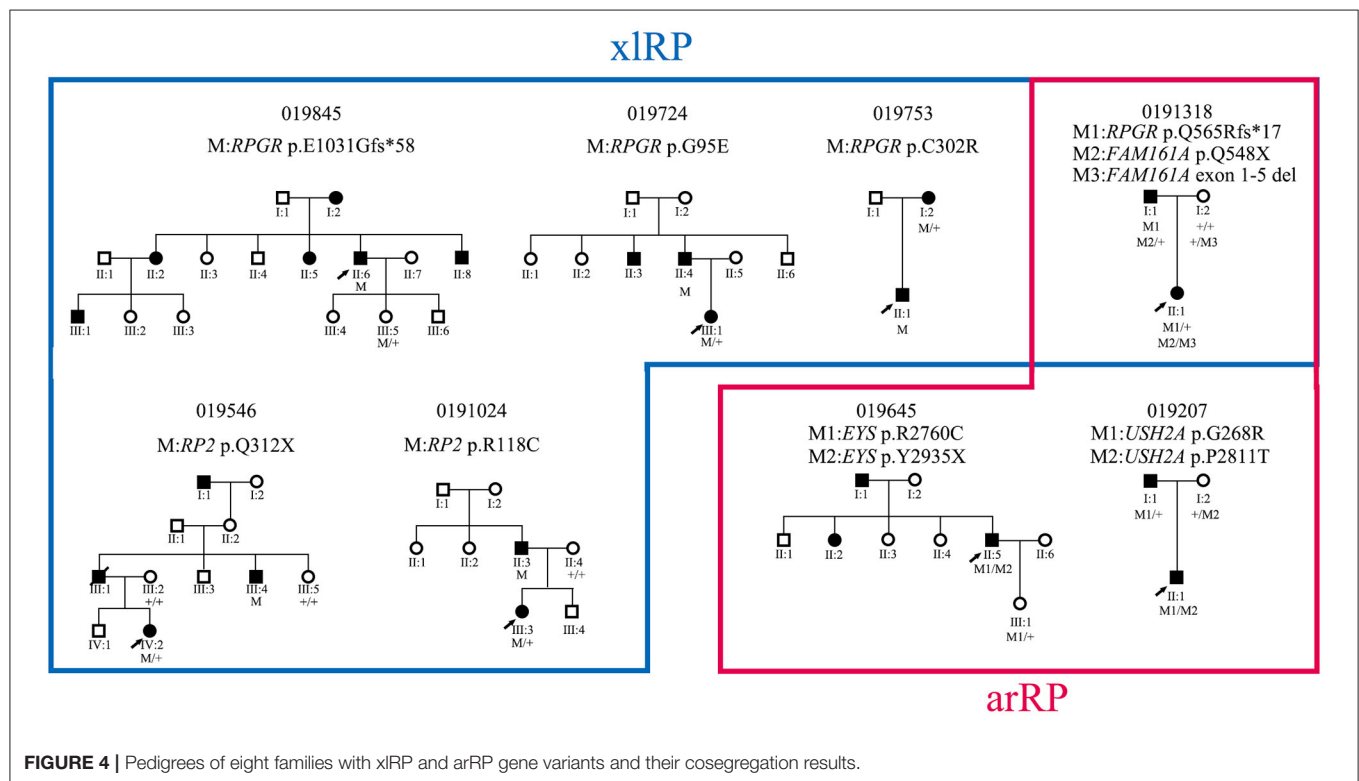 xlRP
019845
M:RPGR p.E1031Gfs*58
I:1 I:2
II:1 II:2 II:3 II:4 II:5 II:6 II:7 II:8
M
III:1 III:2 III:3 III:4 III:5 III:6
M/+
019724
M:RPGR p.G95E
I:1 I:2
II:1 II:2 II:3 II:4 II:5 II:6
M
III:1
M/+
019753
M:RPGR p.C302R
I:1 I:2
M/+
II:1
M
0191318
M1:RPGR p.Q565Rfs*17
M2:FAM161A p.Q548X
M3:FAM161A exon 1-5 del
I:1 I:2
M1 +/+
M2/+ +/M3
II:1
M1/+
M2/M3
019546
M:RP2 p.Q312X
I:1 I:2
II:1 II:2
III:1 III:2 III:3 III:4 III:5
+/+ M +/+
IV:1 IV:2
M/+
0191024
M:RP2 p.R118C
I:1 I:2
II:1 II:2 II:3 II:4
M +/+
III:3 III:4
M/+
019645
M1:EYS p.R2760C
M2:EYS p.Y2935X
I:1 I:2
II:1 II:2 II:3 II:4 II:5 II:6
M1/M2
III:1
M1/+
019207
M1:USH2A p.G268R
M2:USH2A p.P2811T
I:1 I:2
M1/+ +/M2
II:1
M1/M2
arRP
FIGURE 4 | Pedigrees of eight families with xlRP and arRP gene variants and their cosegregation results.